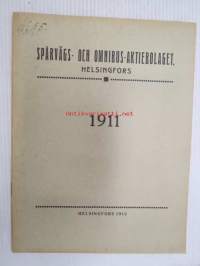 SPÅRVÄGS- OCH OMNIBUS-AKTIEBOLAGET.
HELSINGFORS
1911
HELSINGFORS 1912